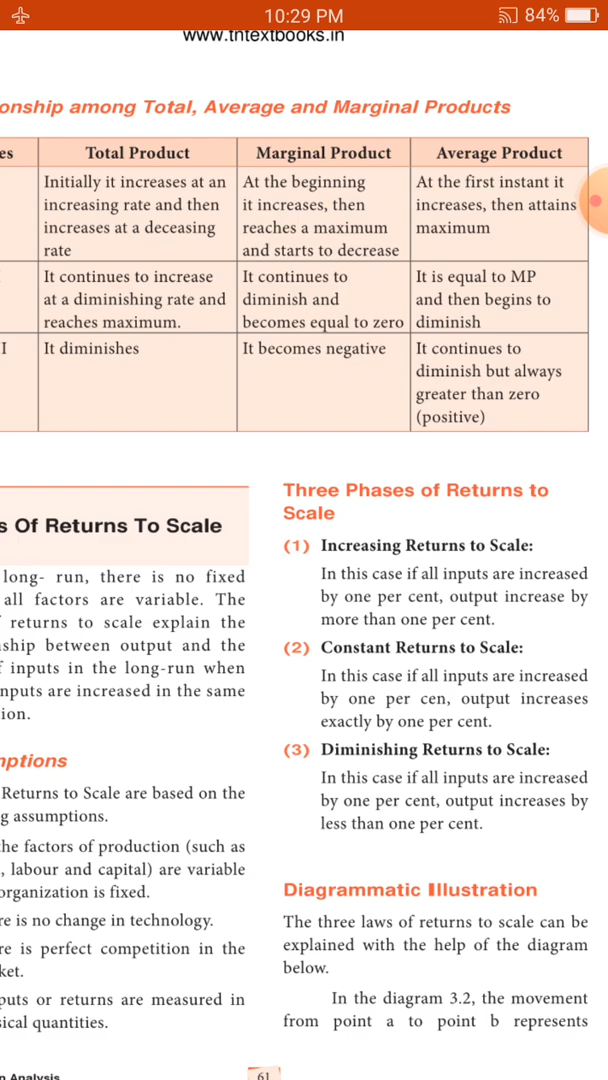 10:29 PM
84%
www.tntextbooks.in
onship among Total, Average and Marginal Products
es Total Product Marginal Product Average Product
Initially it increases at an increasing rate and then increases at a deceasing rate
At the beginning it increases, then reaches a maximum and starts to decrease
At the first instant it increases, then attains maximum
It continues to increase at a diminishing rate and reaches maximum.
It continues to diminish and becomes equal to zero
It is equal to MP and then begins to diminish
I It diminishes
It becomes negative
It continues to diminish but always greater than zero (positive)
s Of Returns To Scale
long- run, there is no fixed
all factors are variable. The
returns to scale explain the
ship between output and the
f inputs in the long-run when
nputs are increased in the same
ion.
mptions
Returns to Scale are based on the
g assumptions.
he factors of production (such as
, labour and capital) are variable
organization is fixed.
re is no change in technology.
re is perfect competition in the
ket.
puts or returns are measured in
sical quantities.
Three Phases of Returns to
Scale
(1) Increasing Returns to Scale:
In this case if all inputs are increased
by one per cent, output increase by
more than one per cent.
(2) Constant Returns to Scale:
In this case if all inputs are increased
by one per cen, output increases
exactly by one per cent.
(3) Diminishing Returns to Scale:
In this case if all inputs are increased
by one per cent, output increases by
less than one per cent.
Diagrammatic Illustration
The three laws of returns to scale can be
explained with the help of the diagram
below.
In the diagram 3.2, the movement
from point a to point b represents
n Analysis
61